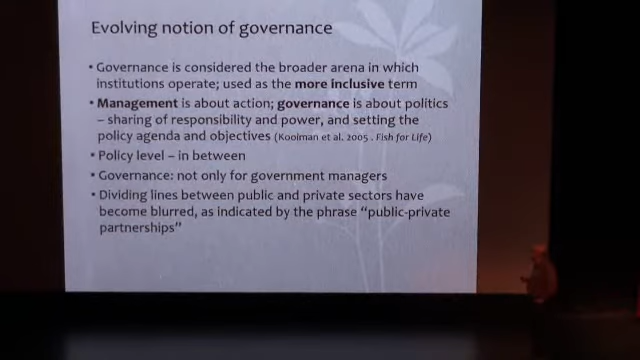 Evolving notion of governance
• Governance is considered the broader arena in which
institutions operate; used as the more inclusive term
• Management is about action; governance is about politics
– sharing of responsibility and power, and setting the
policy agenda and objectives (Kooiman et al. 2005. Fish for Life)
• Policy level – in between
• Governance: not only for government managers
• Dividing lines between public and private sectors have
become blurred, as indicated by the phrase “public-private
partnerships”